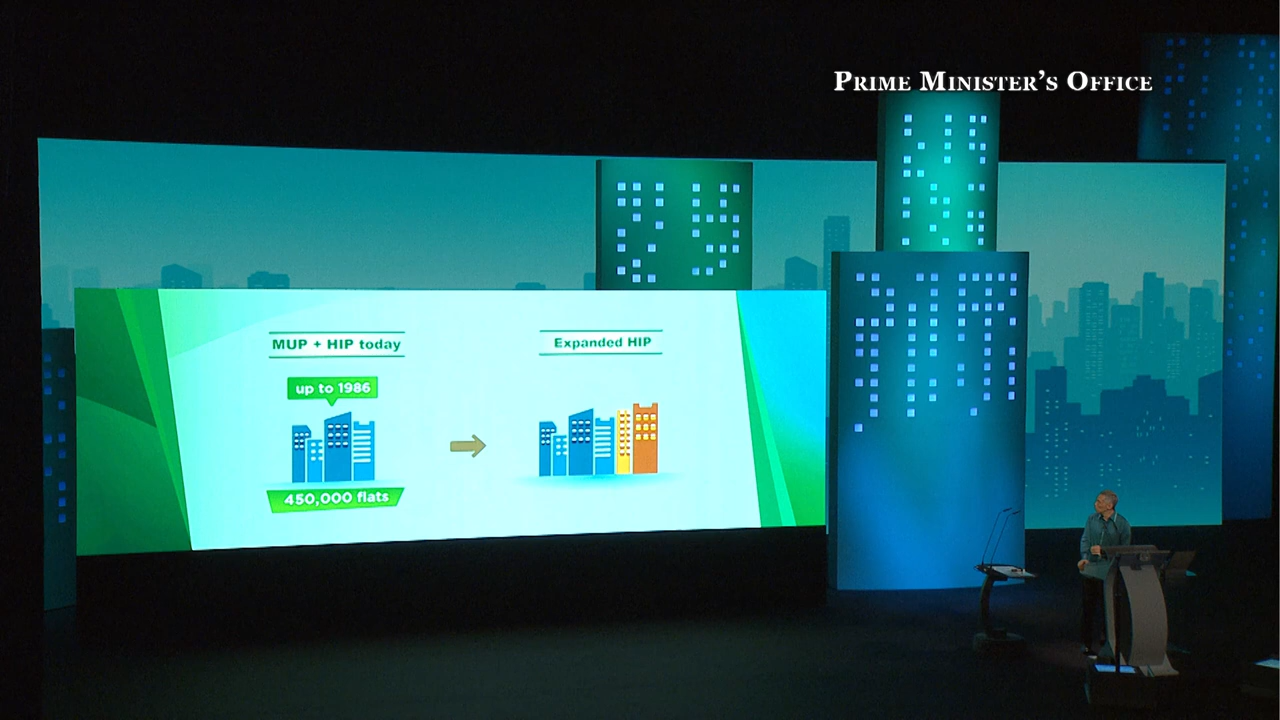 PRIME MINISTER'S OFFICE
MUP + HIP today
Expanded HIP
up to 1986
450,000 flats